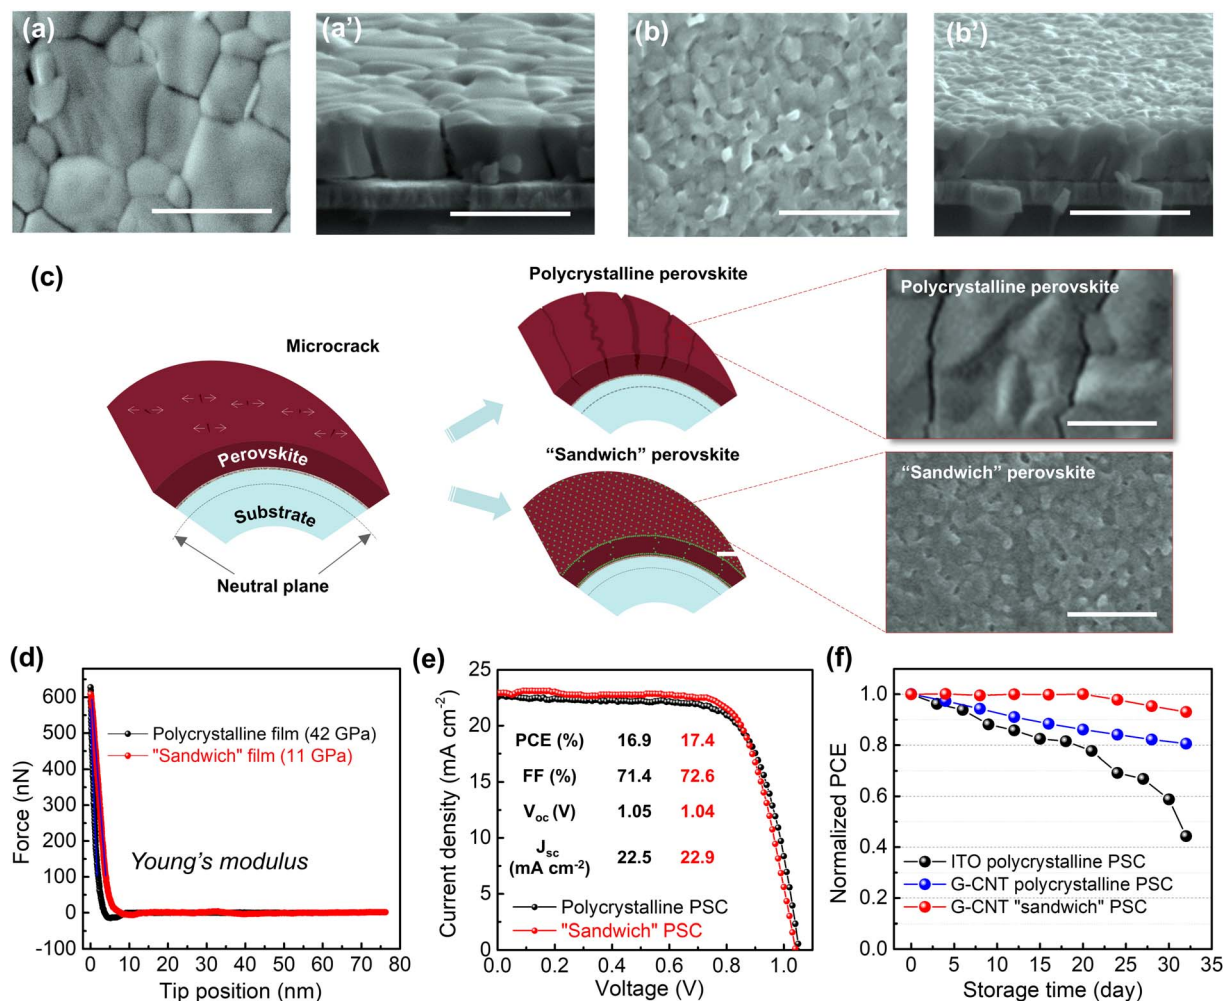 (a)
(a')
(b)
(b')
(c)
Microcrack
Perovskite
Substrate
Neutral plane
Polycrystalline perovskite
"Sandwich" perovskite
Polycrystalline perovskite
"Sandwich" perovskite
(d)
Force (nN)
600
500
400
300
200
100
0
-100
Polycrystalline film (42 GPa)
"Sandwich" film (11 GPa)
Young's modulus
0 10 20 30 40 50 60 70 80
Tip position (nm)
(e)
Current density (mA cm⁻²)
25
20
15
10
5
0
PCE (%) 16.9 17.4
FF (%) 71.4 72.6
Voc (V) 1.05 1.04
Jsc (mA cm⁻²) 22.5 22.9
Polycrystalline PSC
"Sandwich" PSC
0.0 0.2 0.4 0.6 0.8 1.0
Voltage (V)
(f)
Normalized PCE
1.0
0.8
0.6
0.4
0.2
0.0
ITO polycrystalline PSC
G-CNT polycrystalline PSC
G-CNT "sandwich" PSC
0 5 10 15 20 25 30 35
Storage time (day)